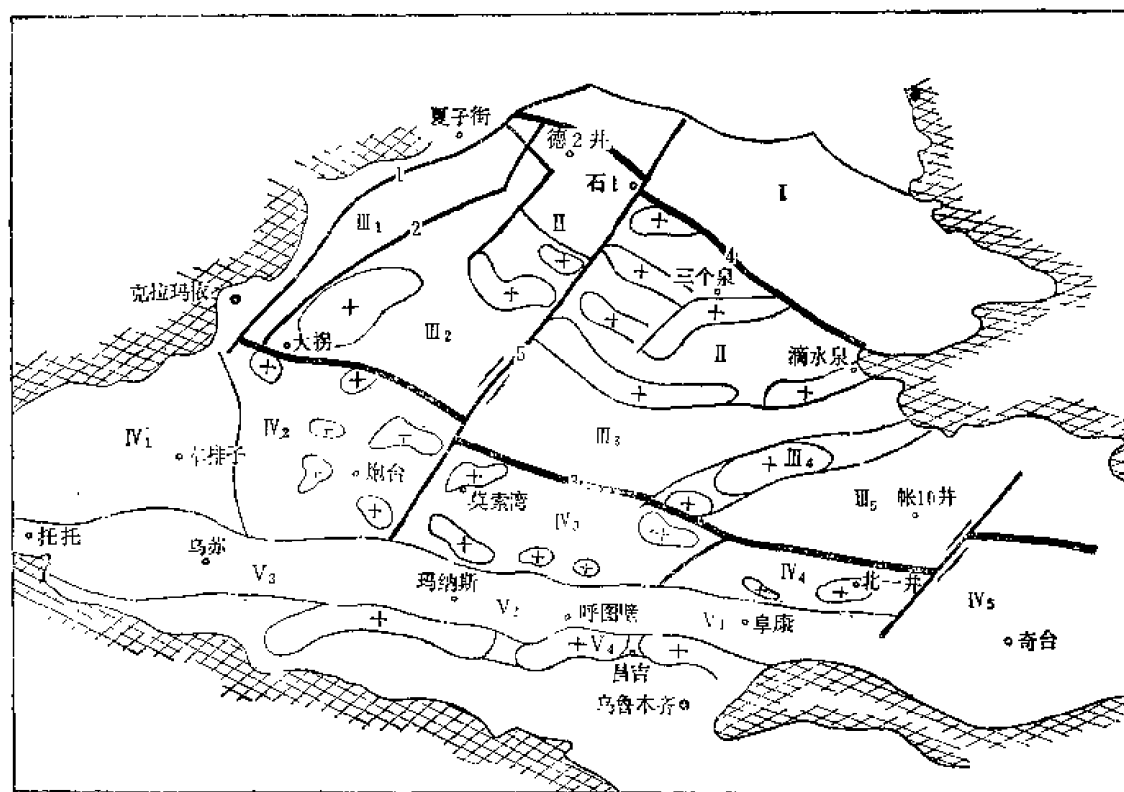 夏子街
德2井
石1
I
1
III₁
2
II
4
三个泉
克拉玛依
大拐
III₂
5
II
滴水泉
IV₁
车排子
IV₂
炮台
III₃
III₄
莫索湾
III₅
帐10井
IV₃
托托
乌苏
V₃
玛纳斯
V₂
呼图壁
V₁
阜康
IV₄
北一井
IV₅
奇台
V₄
昌吉
乌鲁木齐